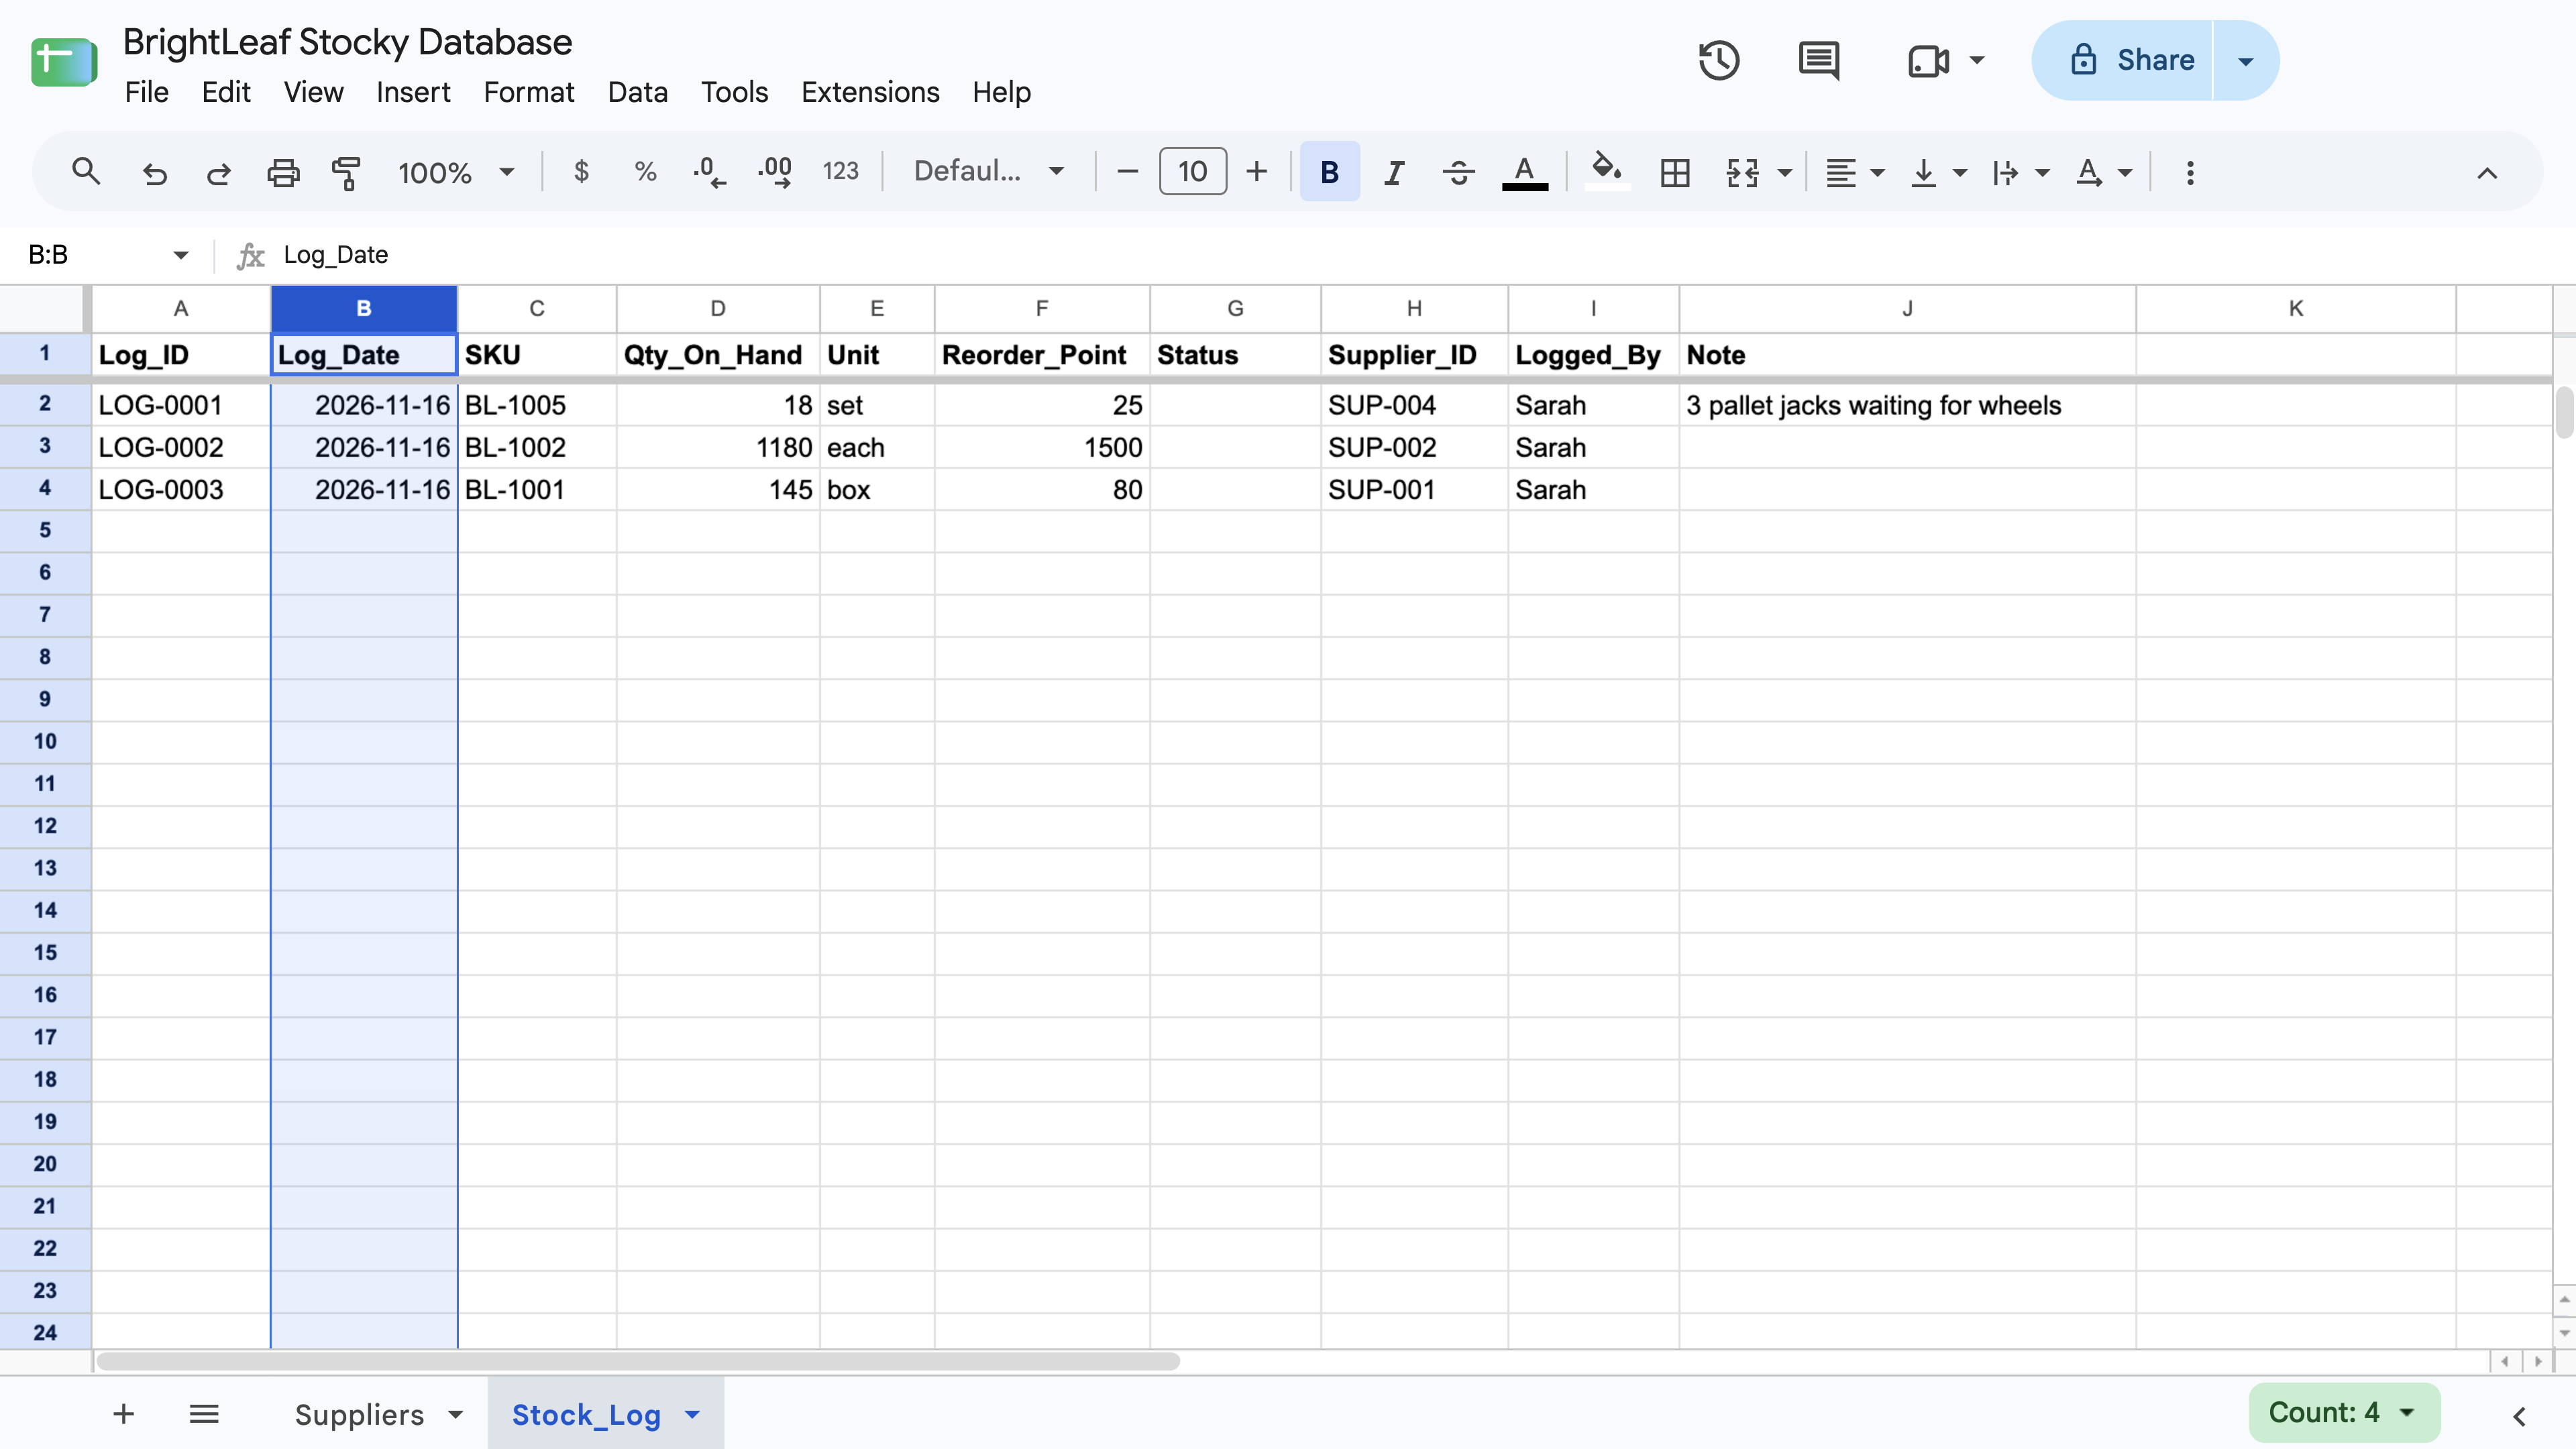 BrightLeaf Stocky Database
File Edit View Insert Format Data Tools Extensions Help
Share
100% $ % .0 .00 123 Defaul... 10 B I S A A
B:B fx Log_Date
A B C D E F G H I J K
1 Log_ID Log_Date SKU Qty_On_Hand Unit Reorder_Point Status Supplier_ID Logged_By Note
2 LOG-0001 2026-11-16 BL-1005 18 set 25 SUP-004 Sarah 3 pallet jacks waiting for wheels
3 LOG-0002 2026-11-16 BL-1002 1180 each 1500 SUP-002 Sarah
4 LOG-0003 2026-11-16 BL-1001 145 box 80 SUP-001 Sarah
5
6
7
8
9
10
11
12
13
14
15
16
17
18
19
20
21
22
23
24
Suppliers Stock_Log Count: 4